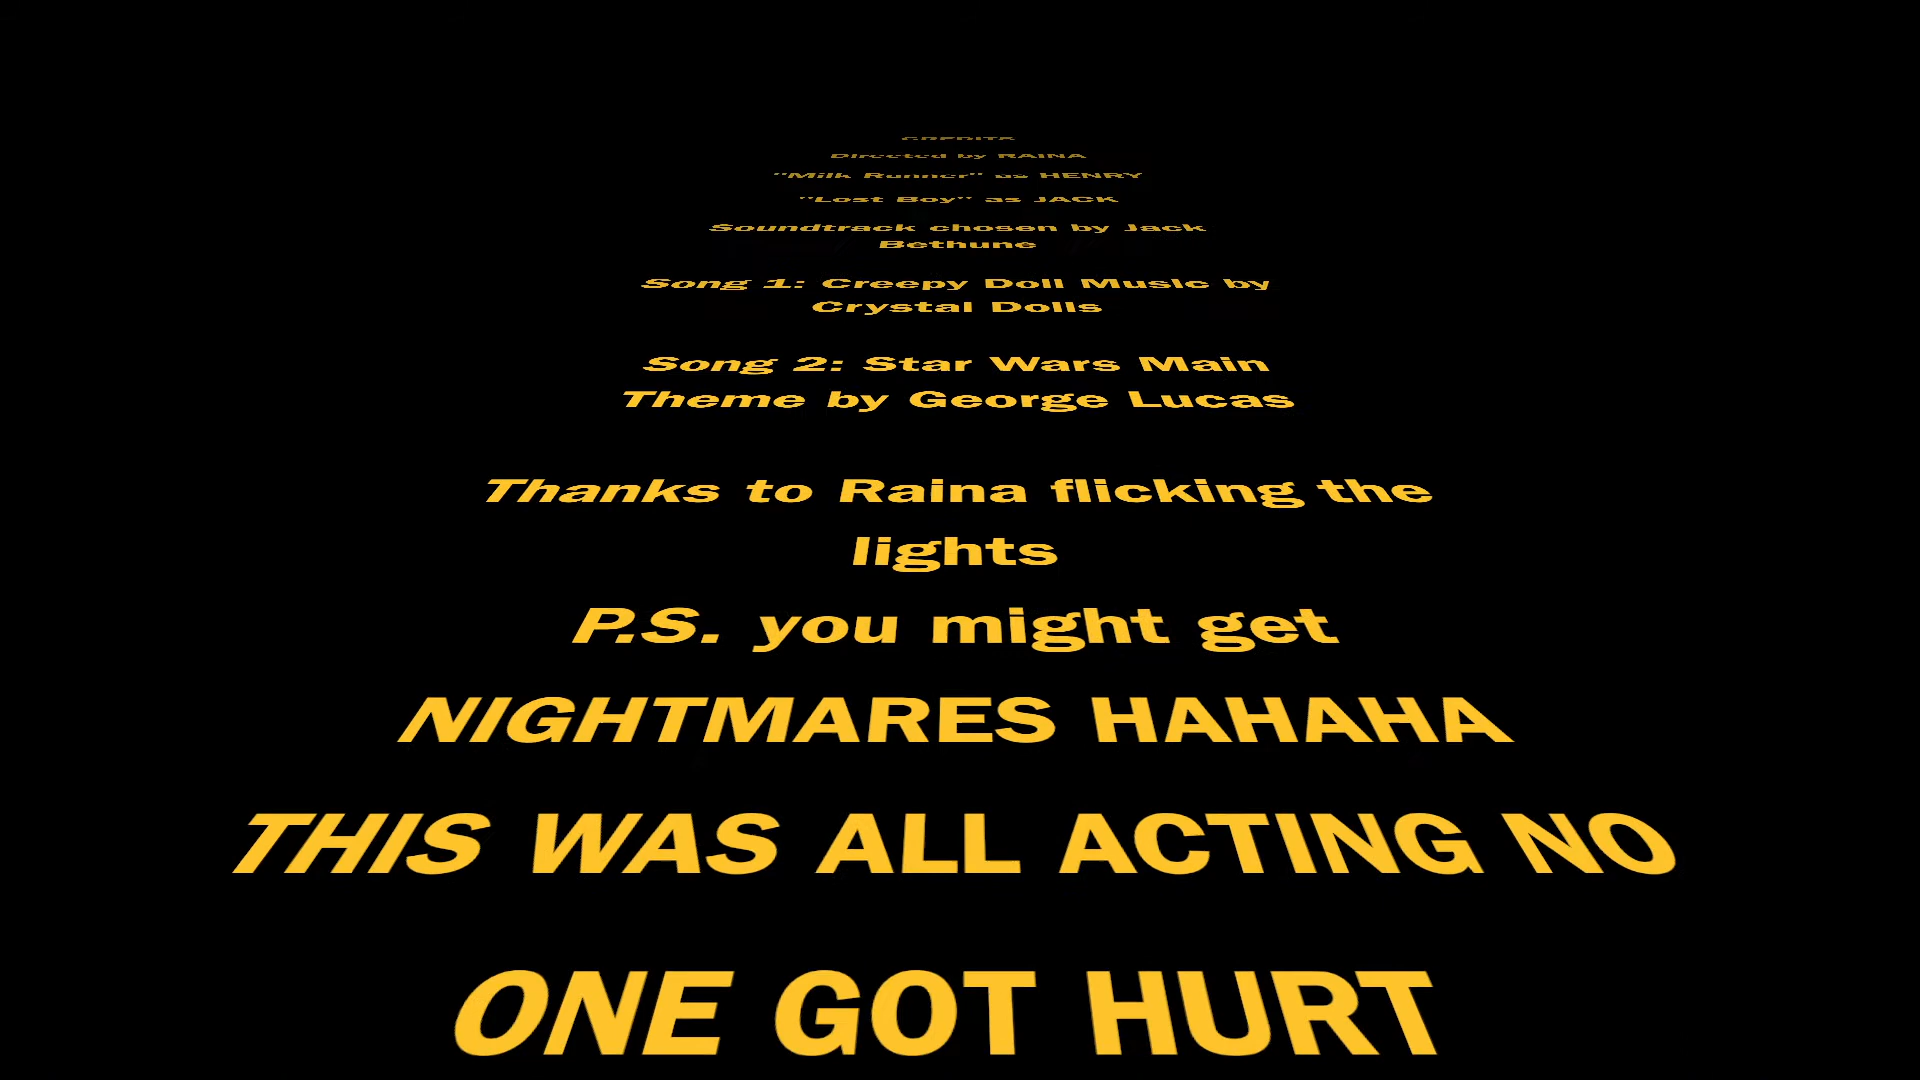 CREDITS
Directed by RAINA
"Milk Runner" as HENRY
"Lost Boy" as JACK
Soundtrack chosen by Jack
Bethune
Song 1: Creepy Doll Music by
Crystal Dolls
Song 2: Star Wars Main
Theme by George Lucas
Thanks to Raina flicking the
lights
P.S. you might get
NIGHTMARES HAHAHA
THIS WAS ALL ACTING NO
ONE GOT HURT